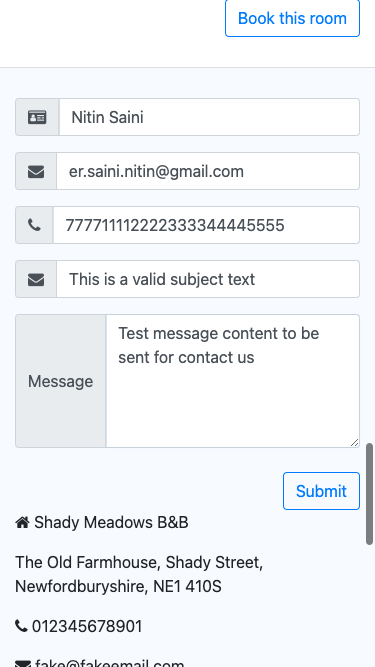 Book this room
Nitin Saini
er.saini.nitin@gmail.com
7777111112222333344445555
This is a valid subject text
Message
Test message content to be
sent for contact us
Submit
Shady Meadows B&B
The Old Farmhouse, Shady Street,
Newfordburyshire, NE1 410S
012345678901
fake@fakeemail.com